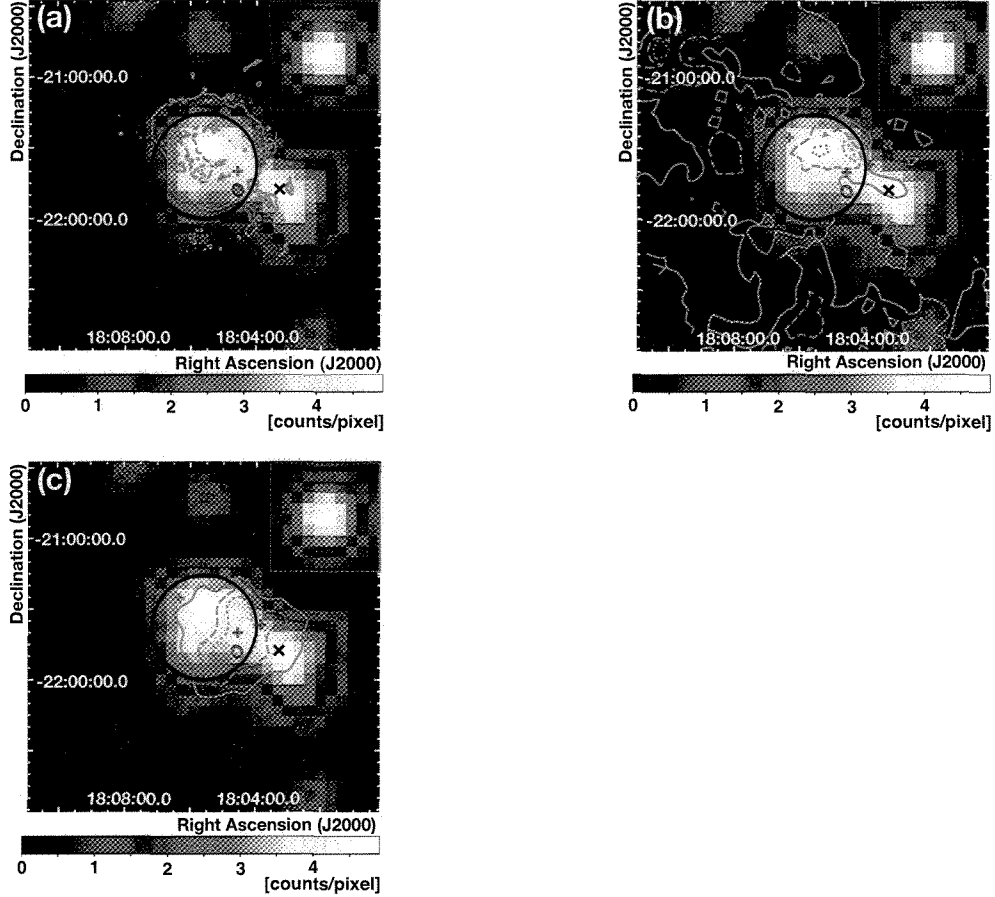 (a)
Declination (J2000)
-21:00:00.0
-22:00:00.0
18:08:00.0 18:04:00.0
Right Ascension (J2000)
0 1 2 3 4
[counts/pixel]
(b)
Declination (J2000)
-21:00:00.0
-22:00:00.0
18:08:00.0 18:04:00.0
Right Ascension (J2000)
0 1 2 3 4
[counts/pixel]
(c)
Declination (J2000)
-21:00:00.0
-22:00:00.0
18:08:00.0 18:04:00.0
Right Ascension (J2000)
0 1 2 3 4
[counts/pixel]